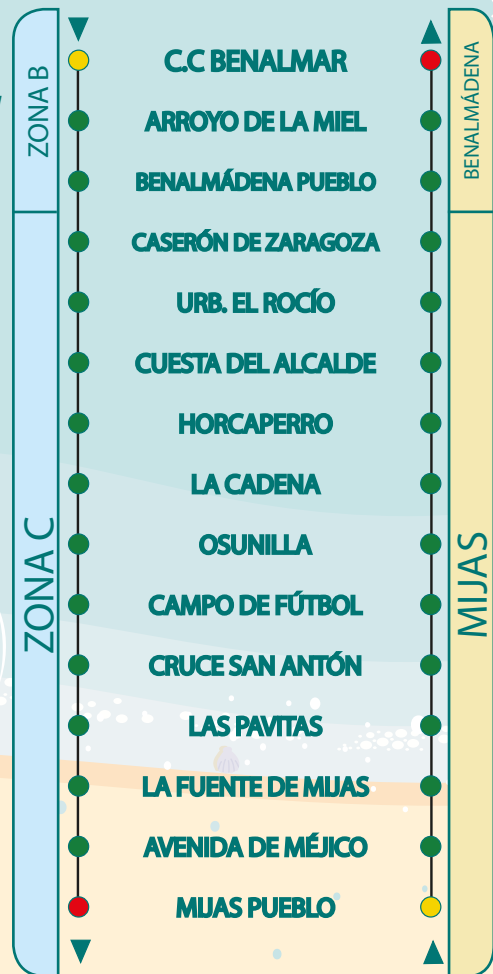 ZONA B
BENALMÁDENA
C.C BENALMAR
ARROYO DE LA MIEL
BENALMÁDENA PUEBLO
CASERÓN DE ZARAGOZA
URB. EL ROCÍO
CUESTA DEL ALCALDE
HORCAPERRO
LA CADENA
OSUNILLA
CAMPO DE FÚTBOL
CRUCE SAN ANTÓN
LAS PAVITAS
LA FUENTE DE MIJAS
AVENIDA DE MÉJICO
MIJAS PUEBLO
ZONA C
MIJAS